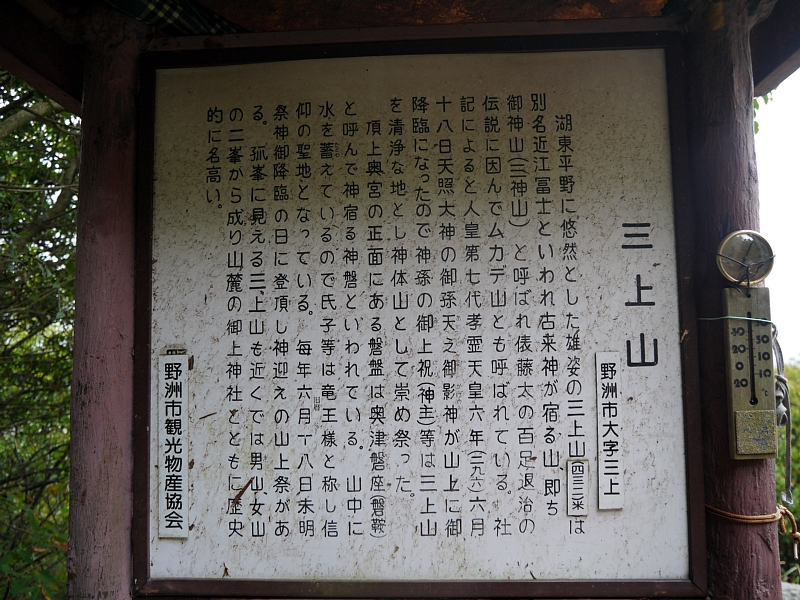 三上山
野洲市大字三上
湖東平野に悠然とした雄姿の三上山(四三二米)は
別名近江冨士といわれ古来神が宿る山、即ち
御神山(三神山)と呼ばれ俵藤太の百足退治の
伝説に因んでムカデ山とも呼ばれている。社
記によると人皇第七代孝霊天皇六年(二九六)六月
十八日天照大神の御孫天之御影神が山上に御
降臨になったので神孫の御上祝(神主)等は三上山
を清浄な地とし神体山として崇め祭った。
頂上奥宮の正面にある磐盤は奥津磐座(磐鞍)
と呼んで神宿る神磐といわれている。山中に
水を蓄えているので氏子等は竜王様と称し信
仰の聖地となっている。毎年六月十八日未明
旧暦
祭神御降臨の日に登頂し神迎えの山上祭があ
る。孤峯に見える三上山も近くでは男山、女山
の二峯から成り山麓の御上神社とともに歴史
的に名高い。
野洲市観光物産協会
30 30
20
10 10
0
20